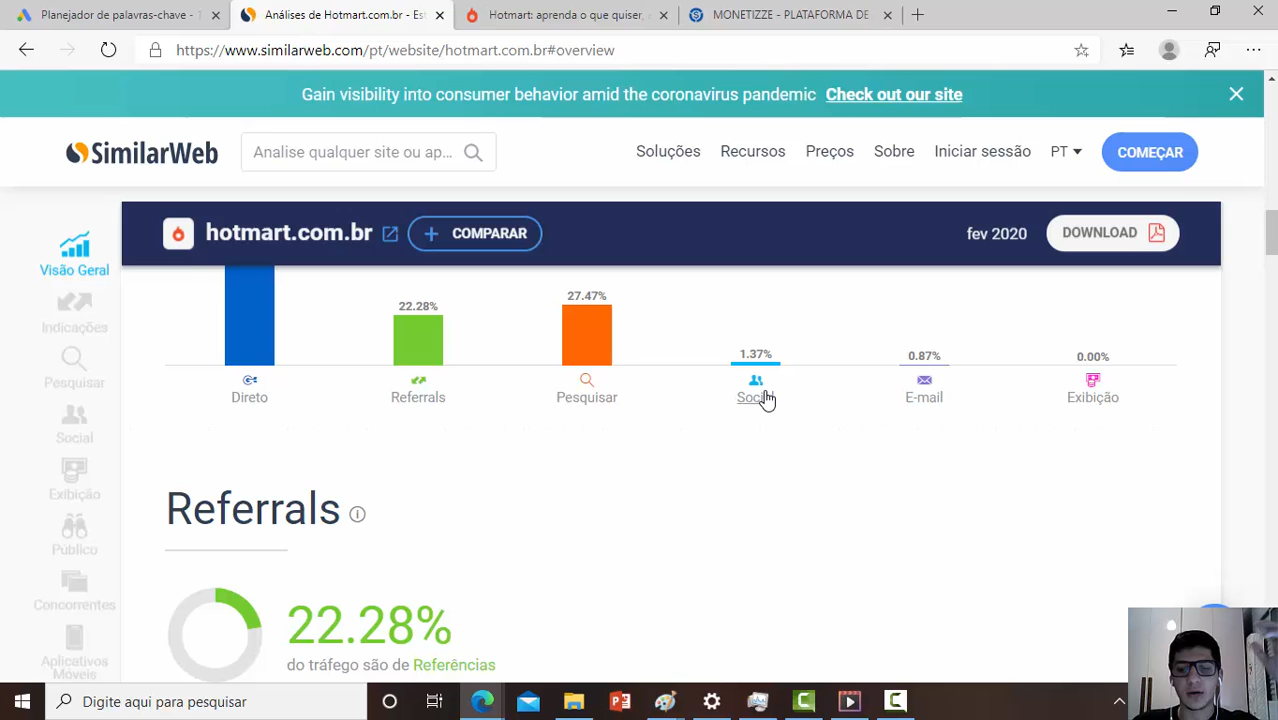 Planejador de palavras-chave - T
Análises de Hotmart.com.br - Est
Hotmart: aprenda o que quiser,
MONETIZZE - PLATAFORMA DE
https://www.similarweb.com/pt/website/hotmart.com.br#overview
Gain visibility into consumer behavior amid the coronavirus pandemic Check out our site
SimilarWeb
Analise qualquer site ou ap...
Soluções
Recursos
Preços
Sobre
Iniciar sessão
PT
COMEÇAR
hotmart.com.br
COMPARAR
fev 2020
DOWNLOAD
Visão Geral
Indicações
Pesquisar
Social
Exibição
Público
Concorrentes
Aplicativos
Móveis
22.28%
27.47%
1.37%
0.87%
0.00%
Direto
Referrals
Pesquisar
Social
E-mail
Exibição
Referrals
22.28%
do tráfego são de Referências
Digite aqui para pesquisar